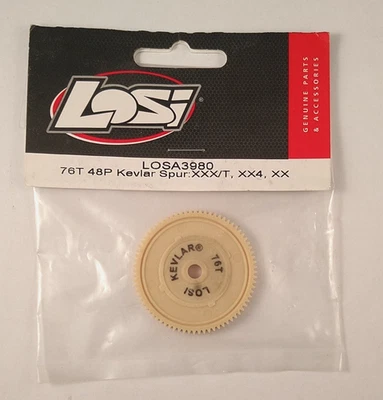 LOSI
GENUINE PARTS
& ACCESSORIES
LOSA3980
76T 48P Kevlar Spur:XXX/T, XX4, XX
KEVLAR® 76T
LOSI